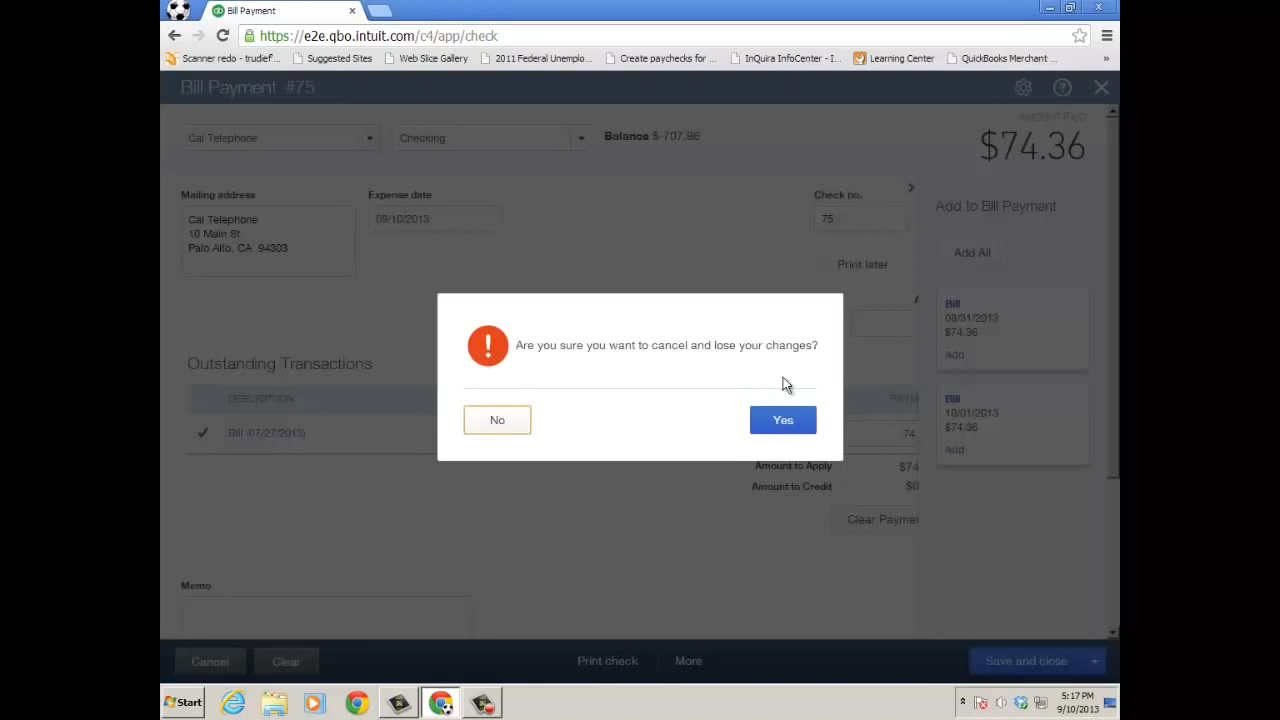 Bill Payment
https://e2e.qbo.intuit.com/c4/app/check
Scanner redo - trudief...
Suggested Sites
Web Slice Gallery
2011 Federal Unemplo...
Create paychecks for ...
InQuira InfoCenter - I...
Learning Center
QuickBooks Merchant ...
»
Bill Payment #75
AMOUNT PAID
Cal Telephone
Checking
Balance $-707.96
$74.36
Mailing address
Expense date
Check no.
Add to Bill Payment
Cal Telephone
10 Main St.
Palo Alto, CA 94303
09/10/2013
75
Print later
Add All
Bill
08/31/2013
$74.36
Add
Are you sure you want to cancel and lose your changes?
No
Yes
Outstanding Transactions
DESCRIPTION
PAYM
Bill (07/27/2013)
74
Bill
10/01/2013
$74.36
Add
Amount to Apply $74
Amount to Credit $0
Clear Paymen
Memo
Cancel
Clear
Print check
More
Save and close
Start
5:17 PM
9/10/2013